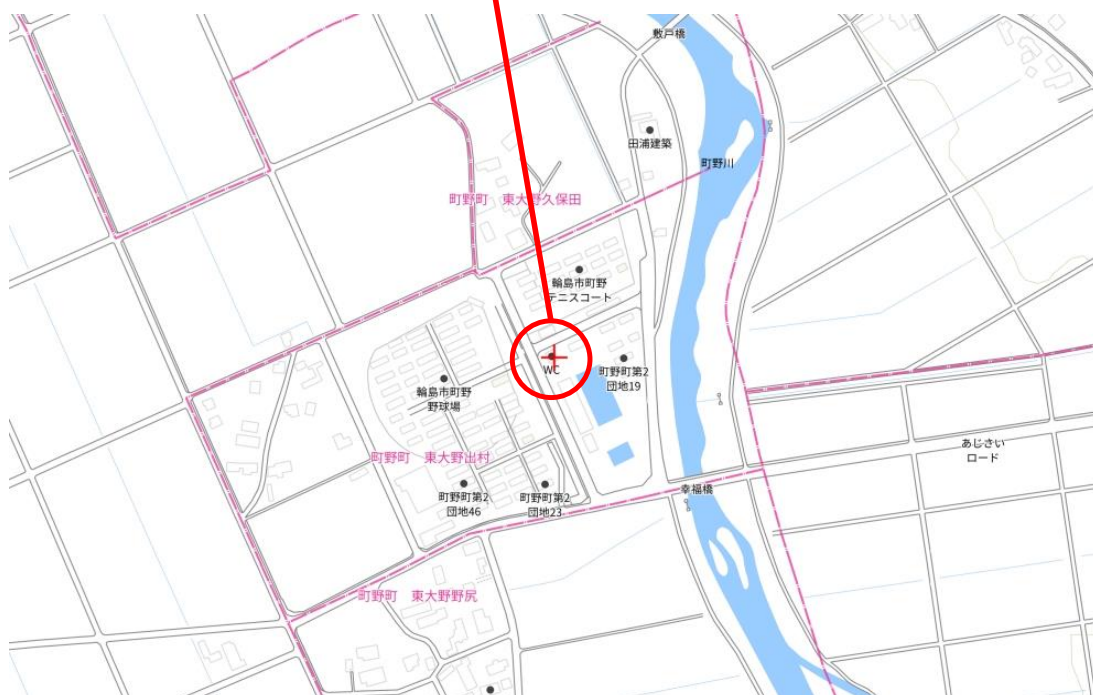 敷戸橋
田浦建築
町野川
町野町 東大野久保田
輪島市町野
テニスコート
WC
町野町第2
団地19
輪島市町野
野球場
あじさい
ロード
町野町 東大野出村
町野町第2
団地46
町野町第2
団地23
幸福橋
町野町 東大野野尻